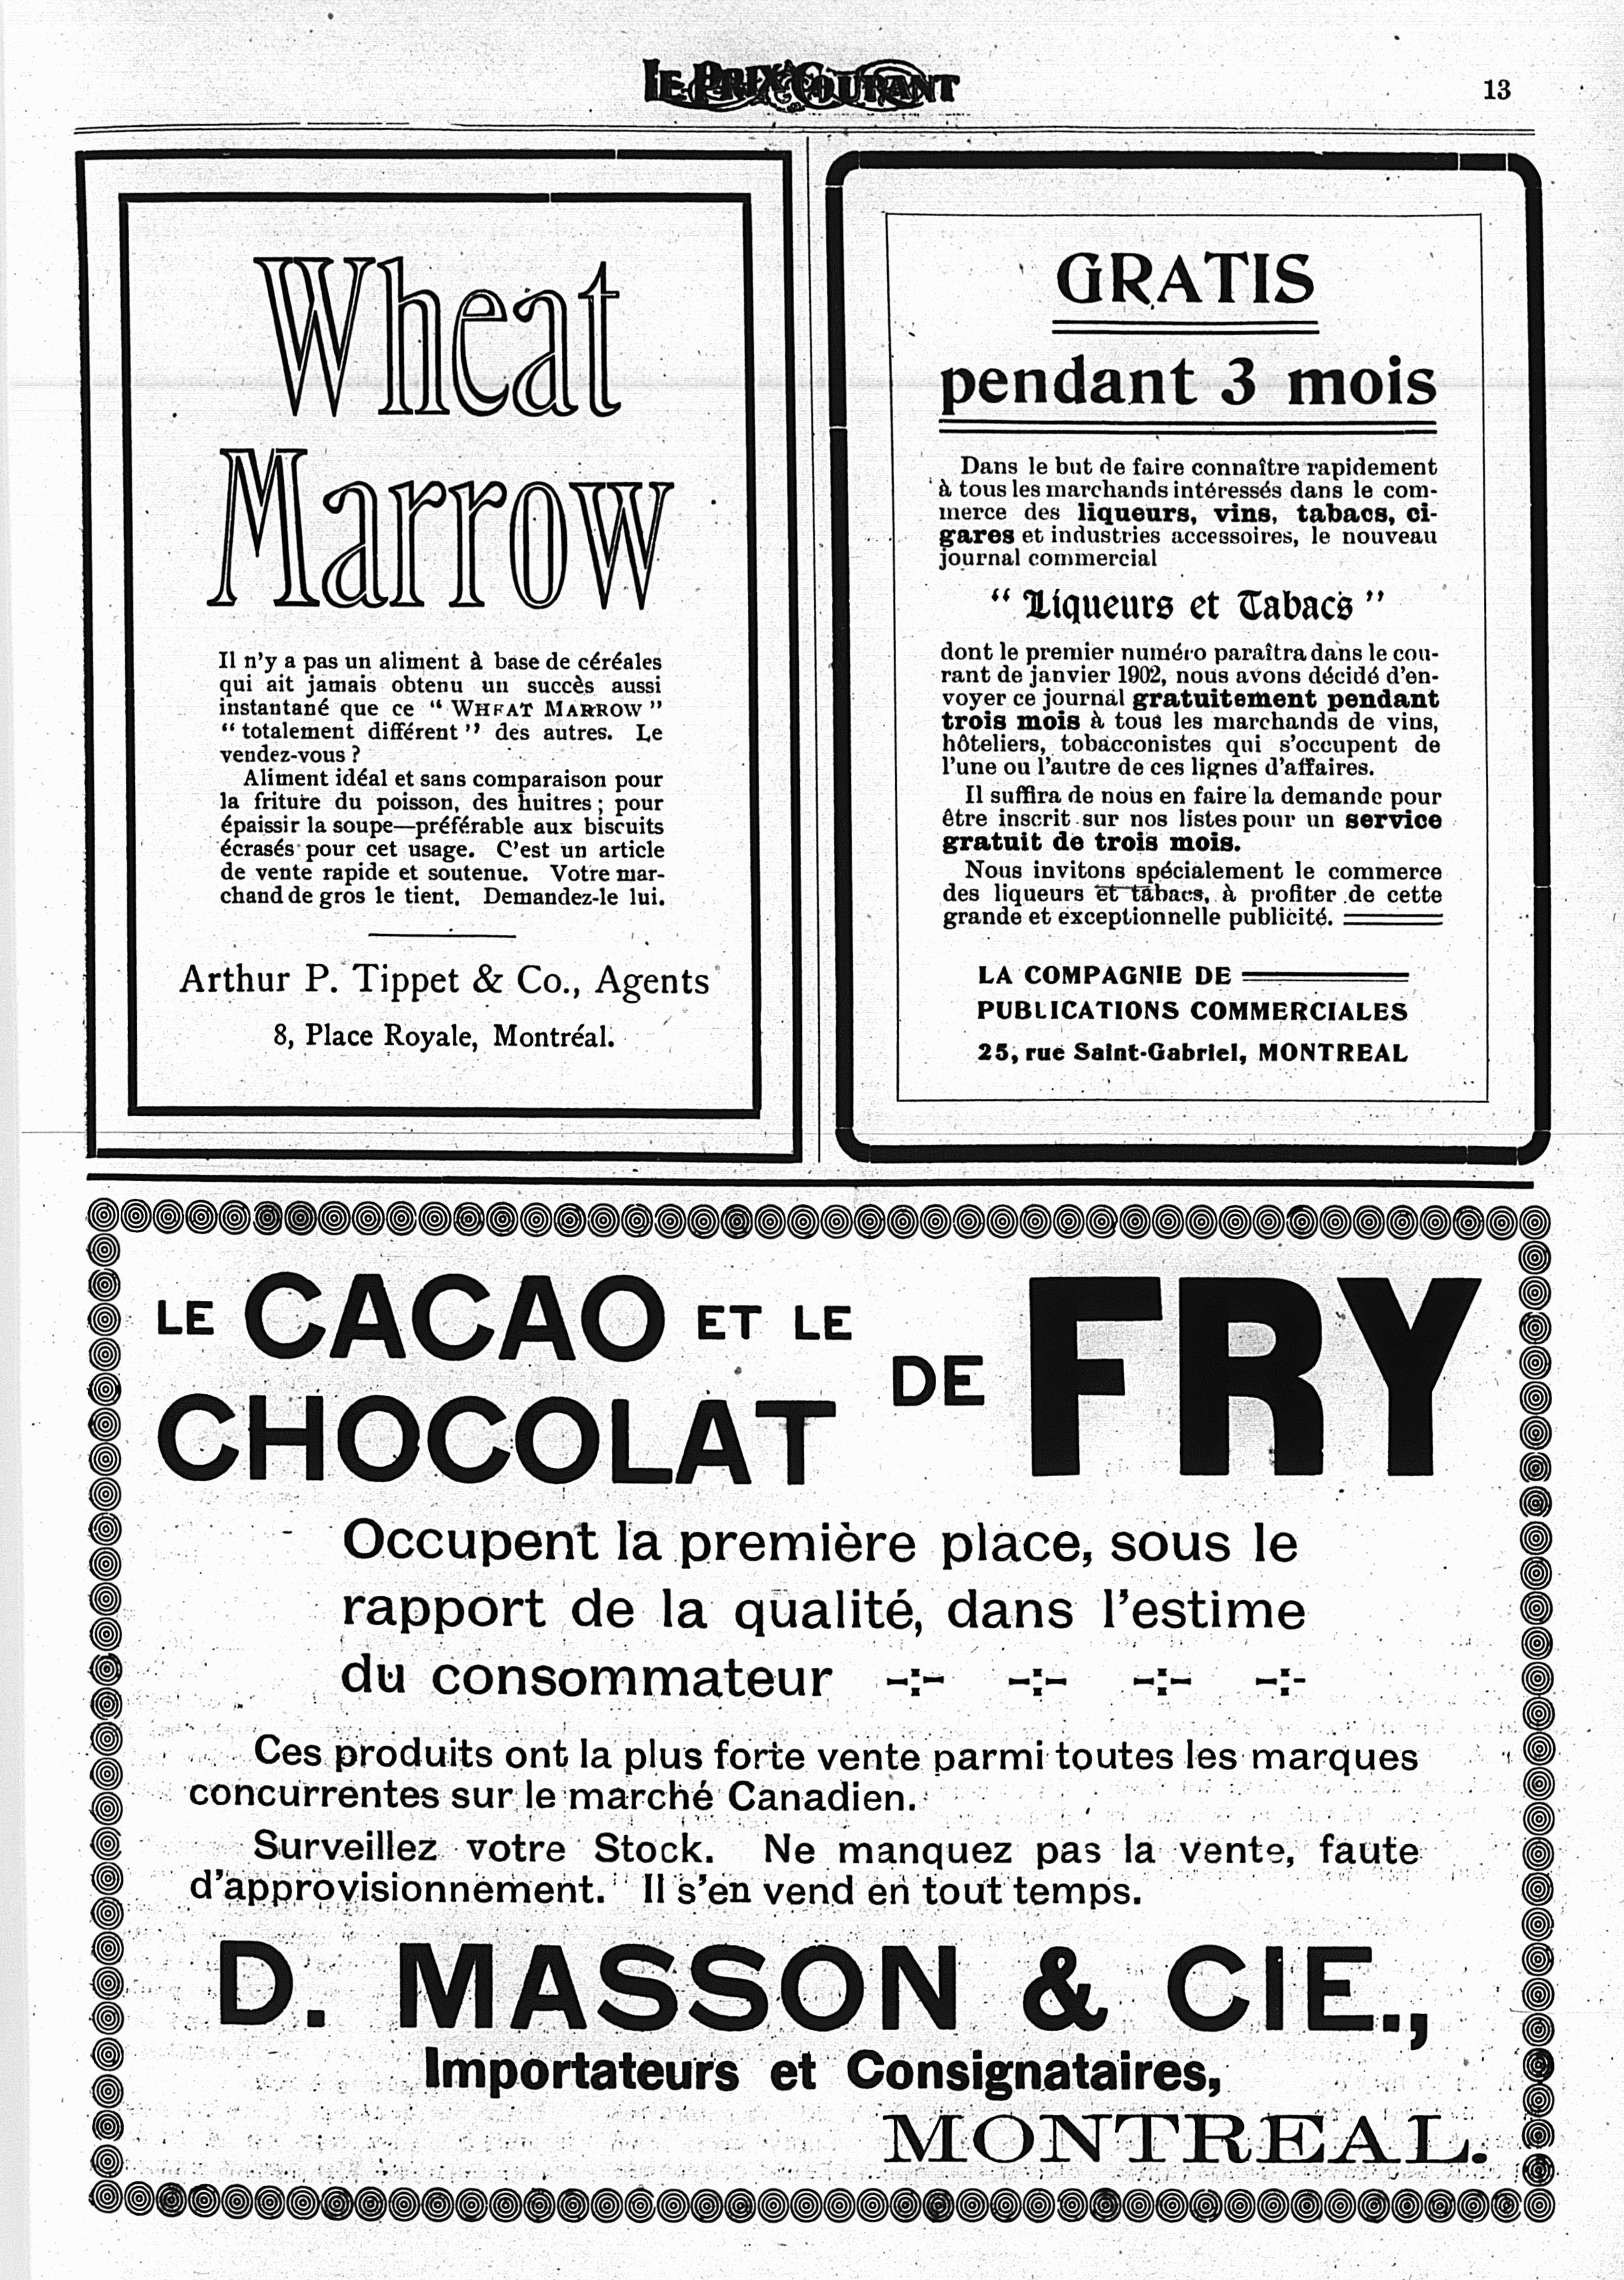 LE PRIX COURANT
13
Wheat
Marrow
Il n'y a pas un aliment à base de céréales
qui ait jamais obtenu un succès aussi
instantané que ce “ WHEAT MARROW ”
“ totalement différent ” des autres. Le
vendez-vous ?
Aliment idéal et sans comparaison pour
la friture du poisson, des huitres ; pour
épaissir la soupe—préférable aux biscuits
écrasés pour cet usage. C'est un article
de vente rapide et soutenue. Votre mar-
chand de gros le tient. Demandez-le lui.
Arthur P. Tippet & Co., Agents
8, Place Royale, Montréal.
GRATIS
pendant 3 mois
Dans le but de faire connaître rapidement
à tous les marchands intéressés dans le com-
merce des liqueurs, vins, tabacs, ci-
gares et industries accessoires, le nouveau
journal commercial
“ Liqueurs et Tabacs ”
dont le premier numéro paraîtra dans le cou-
rant de janvier 1902, nous avons décidé d'en-
voyer ce journal gratuitement pendant
trois mois à tous les marchands de vins,
hôteliers, tobacconistes qui s'occupent de
l'une ou l'autre de ces lignes d'affaires.
Il suffira de nous en faire la demande pour
être inscrit sur nos listes pour un service
gratuit de trois mois.
Nous invitons spécialement le commerce
des liqueurs et tabacs, à profiter de cette
grande et exceptionnelle publicité.
LA COMPAGNIE DE
PUBLICATIONS COMMERCIALES
25, rue Saint-Gabriel, MONTREAL
LE CACAO ET LE
CHOCOLAT
DE FRY
Occupent la première place, sous le
rapport de la qualité, dans l'estime
du consommateur -:- -:- -:- -:-
Ces produits ont la plus forte vente parmi toutes les marques
concurrentes sur le marché Canadien.
Surveillez votre Stock. Ne manquez pas la vente, faute
d'approvisionnement. Il s'en vend en tout temps.
D. MASSON & CIE.,
Importateurs et Consignataires,
MONTREAL.